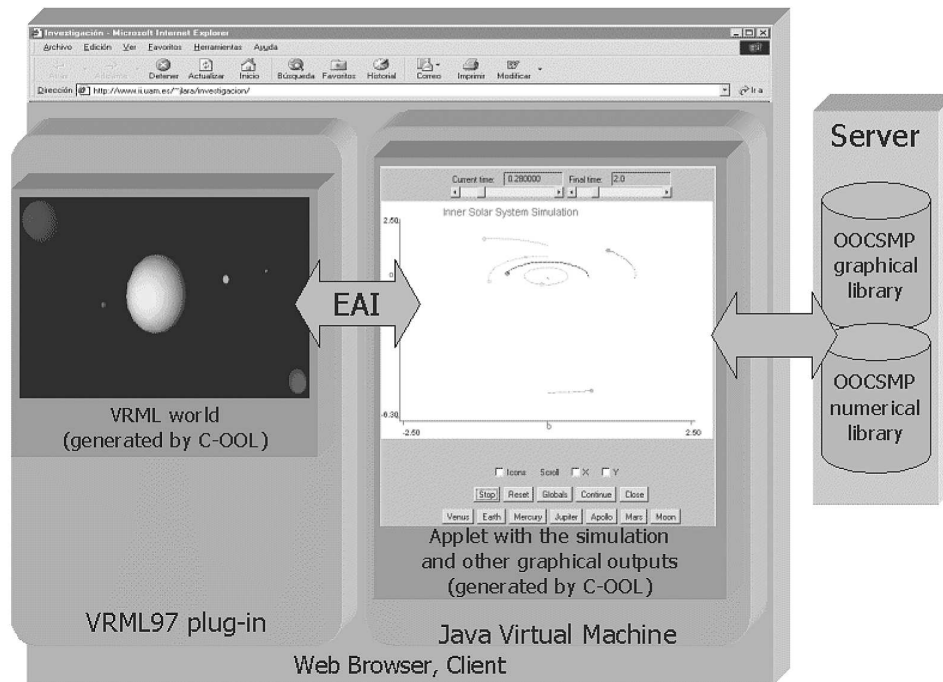 Investigación - Microsoft Internet Explorer
Archivo Edición Ver Favoritos Herramientas Ayuda
Detener Actualizar Inicio Búsqueda Favoritos Historial Correo Imprimir Modificar
Dirección http://www.ii.uam.es/~jlara/investigacion/ Ir a
Server
OOCSMP
graphical
library
OOCSMP
numerical
library
Current time: 0.280000 Final time: 2.0
Inner Solar System Simulation
2.50
0
-6.30
-2.50
2.50
EAI
VRML world
(generated by C-OOL)
Icons Scroll X Y
Stop Reset Globals Continue Close
Venus Earth Mercury Jupiter Apollo Mars Moon
Applet with the simulation
and other graphical outputs
(generated by C-OOL)
VRML97 plug-in
Java Virtual Machine
Web Browser, Client